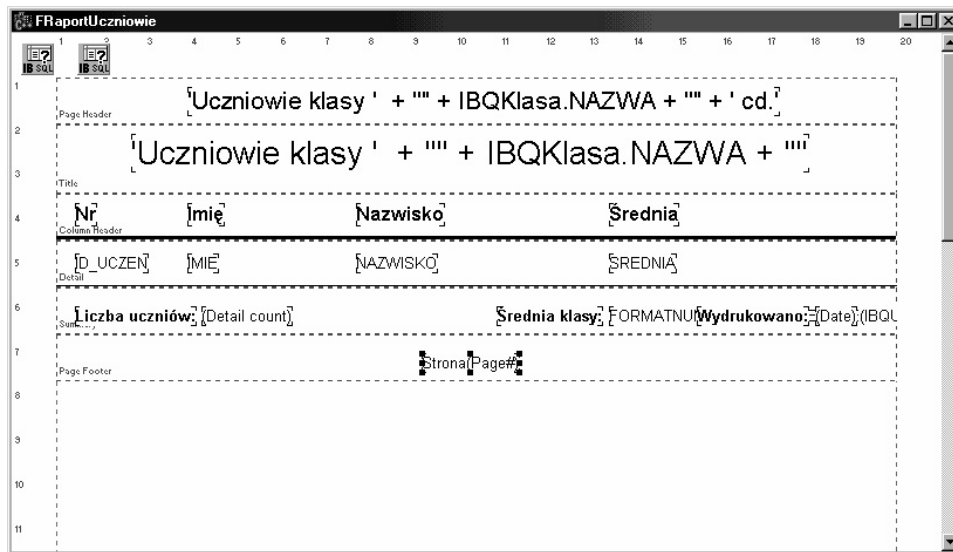 FRaportUczniowie
1 2 3 4 5 6 7 8 9 10 11 12 13 14 15 16 17 18 19 20
IB SQL IB SQL
1
'Uczniowie klasy ' + '"' + IBQKlasa.NAZWA + '"' + ' cd.'
Page Header
2
'Uczniowie klasy ' + '"' + IBQKlasa.NAZWA + '"'
3
Title
4
Nr Imię Nazwisko Średnia
Column Header
5
ID_UCZEN IMIE NAZWISKO SREDNIA
Detail
6
Liczba uczniów: (Detail count) Średnia klasy: FORMATNUM Wydrukowano: (Date) (IBQU
Summary
7
Strona(Page#)
Page Footer
8
9
10
11